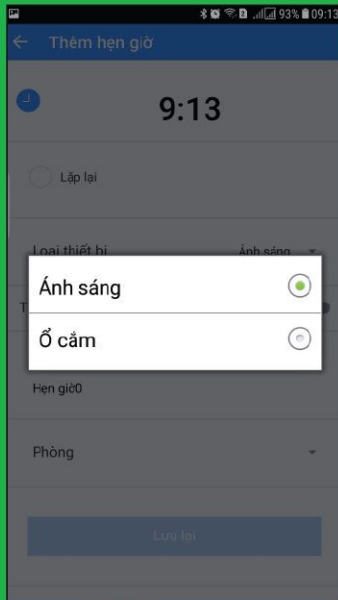 93% 09:13
Thêm hẹn giờ
9:13
Lặp lại
Loại thiết bị Ánh sáng
Ánh sáng
T
Ổ cắm
Hẹn giờ0
Phòng
Lưu lại